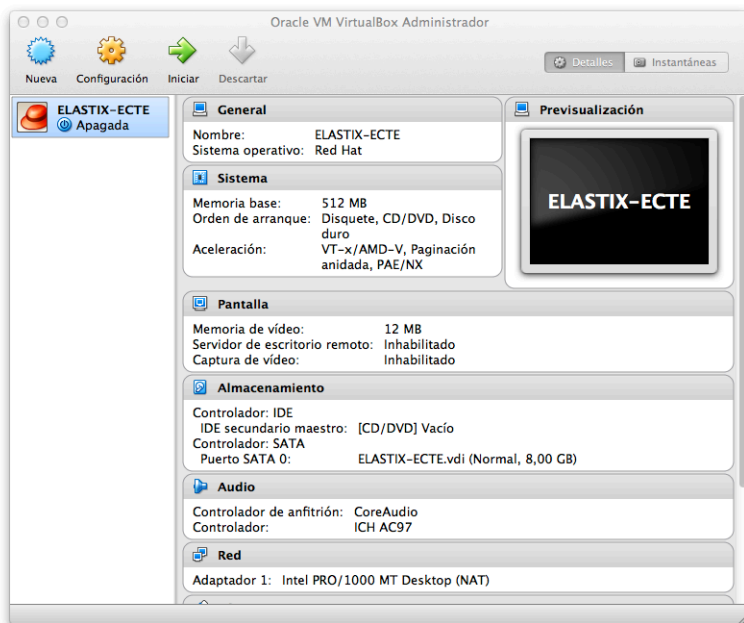 Oracle VM VirtualBox Administrador
Nueva Configuración Iniciar Descartar
Detalles Instantáneas
ELASTIX-ECTE
Apagada
General
Nombre: ELASTIX-ECTE
Sistema operativo: Red Hat
Previsualización
ELASTIX-ECTE
Sistema
Memoria base: 512 MB
Orden de arranque: Disquete, CD/DVD, Disco
duro
Aceleración: VT-x/AMD-V, Paginación
anidada, PAE/NX
Pantalla
Memoria de vídeo: 12 MB
Servidor de escritorio remoto: Inhabilitado
Captura de vídeo: Inhabilitado
Almacenamiento
Controlador: IDE
IDE secundario maestro: [CD/DVD] Vacío
Controlador: SATA
Puerto SATA 0: ELASTIX-ECTE.vdi (Normal, 8,00 GB)
Audio
Controlador de anfitrión: CoreAudio
Controlador: ICH AC97
Red
Adaptador 1: Intel PRO/1000 MT Desktop (NAT)